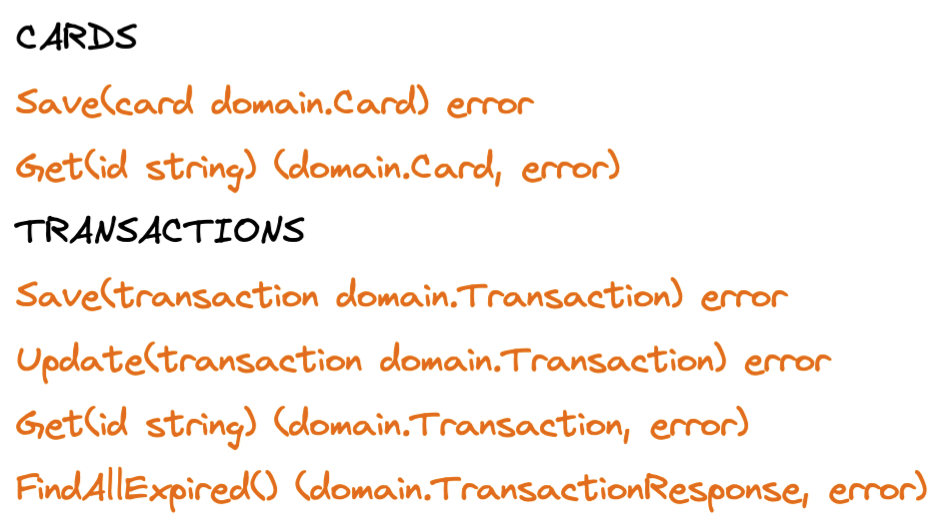 CARDS
Save(card domain.Card) error
Get(id string) (domain.Card, error)
TRANSACTIONS
Save(transaction domain.Transaction) error
Update(transaction domain.Transaction) error
Get(id string) (domain.Transaction, error)
FindAllExpired() (domain.TransactionResponse, error)